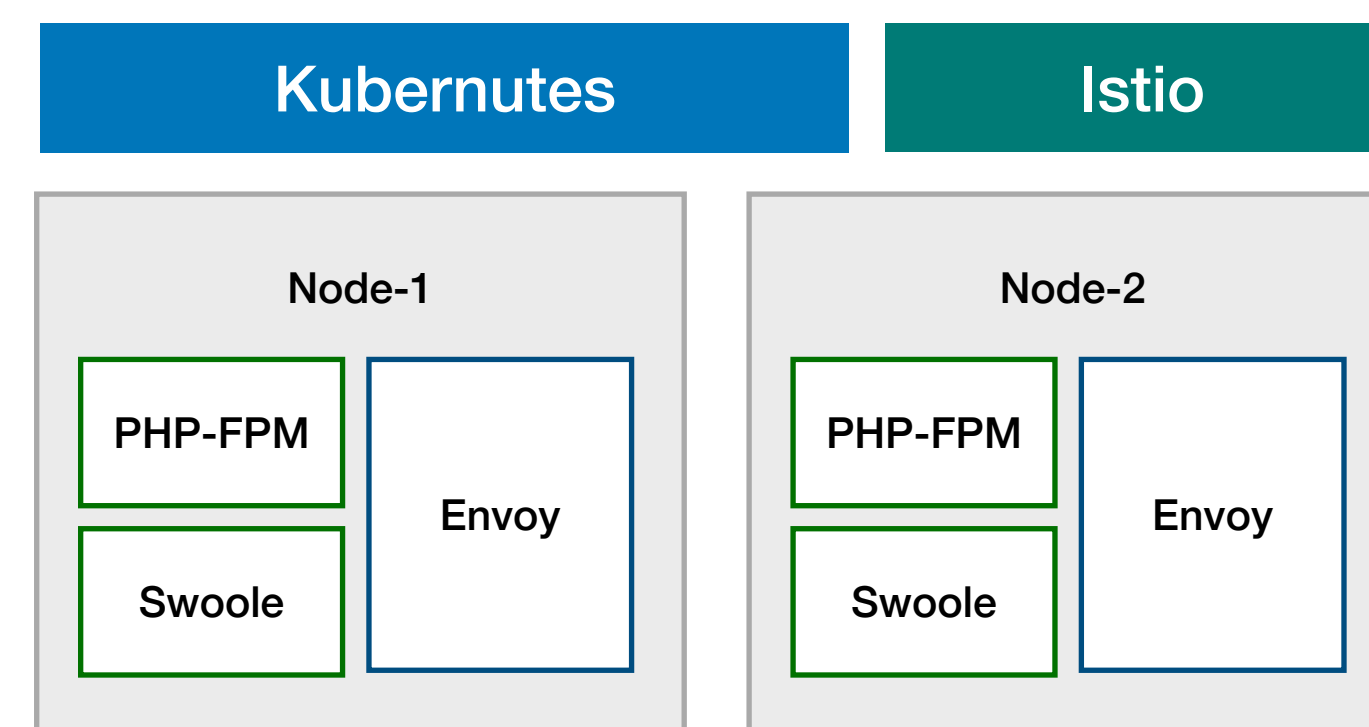 Kubernutes
Istio
Node-1
PHP-FPM
Swoole
Envoy
Node-2
PHP-FPM
Swoole
Envoy